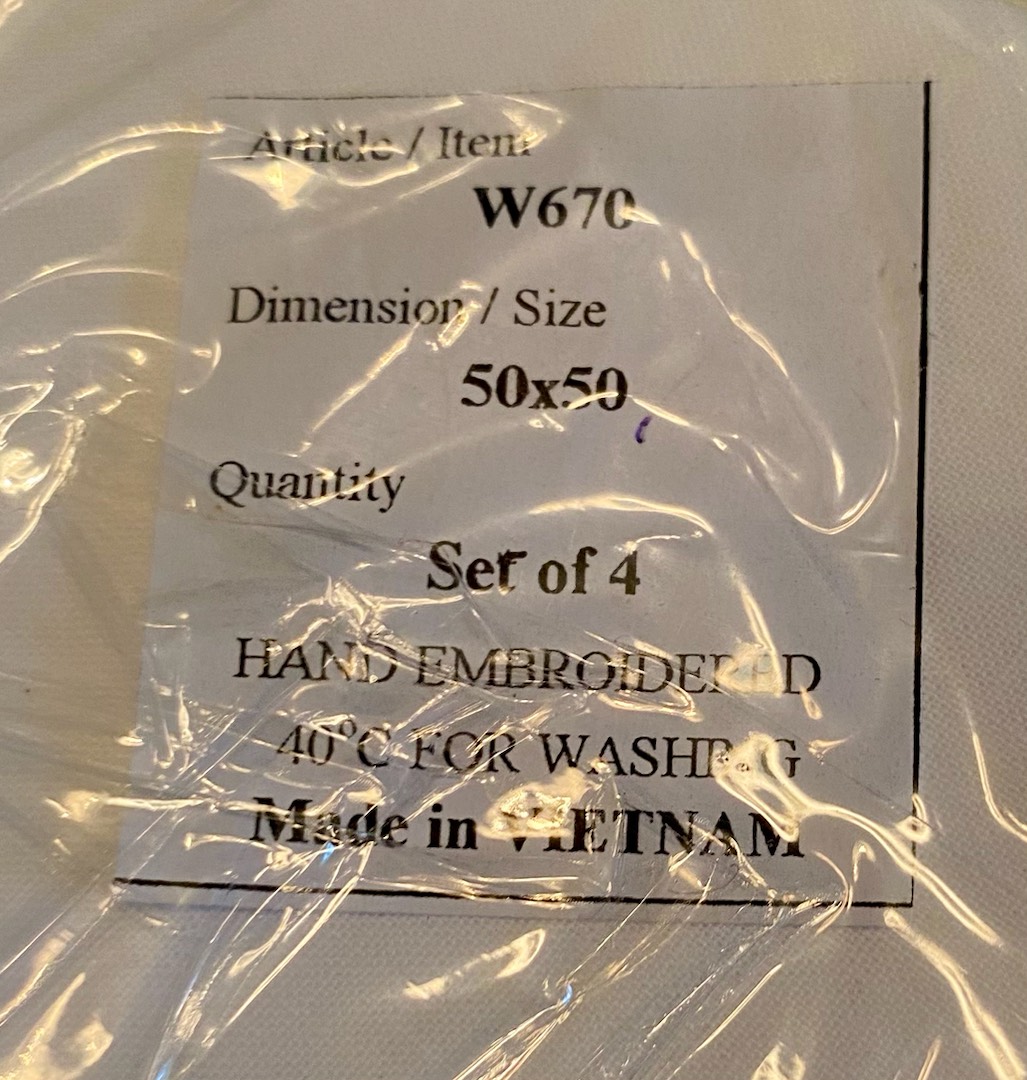 Article / Item
W670
Dimension / Size
50x50
Quantity
Set of 4
HAND EMBROIDERED
40°C FOR WASHING
Made in VIETNAM